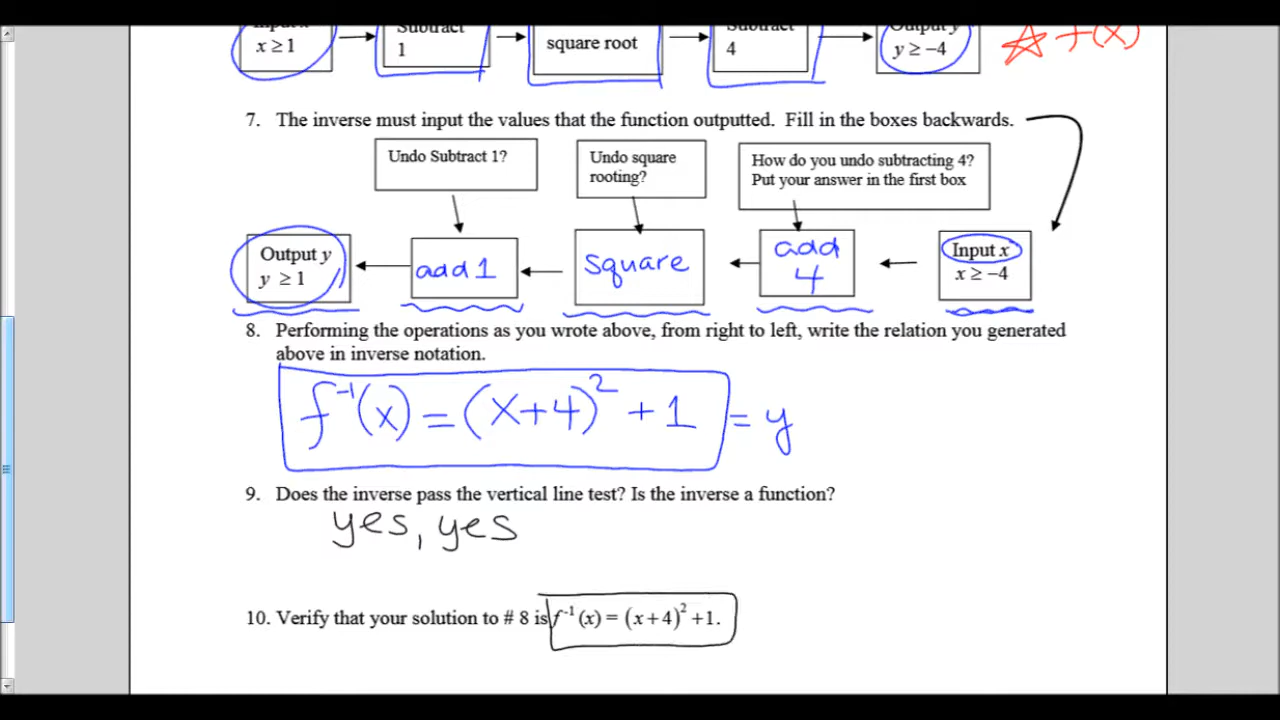 x ≥ 1
Subtract
1
square root
Subtract
4
Output y
y ≥ −4
f(x)
7. The inverse must input the values that the function outputted. Fill in the boxes backwards.
Undo Subtract 1?
Undo square
rooting?
How do you undo subtracting 4?
Put your answer in the first box
Output y
y ≥ 1
add 1
square
add
4
Input x
x ≥ −4
8. Performing the operations as you wrote above, from right to left, write the relation you generated
above in inverse notation.
f⁻¹(x) = (x+4)² + 1 = y
9. Does the inverse pass the vertical line test? Is the inverse a function?
yes, yes
10. Verify that your solution to # 8 is f⁻¹(x) = (x+4)² +1.